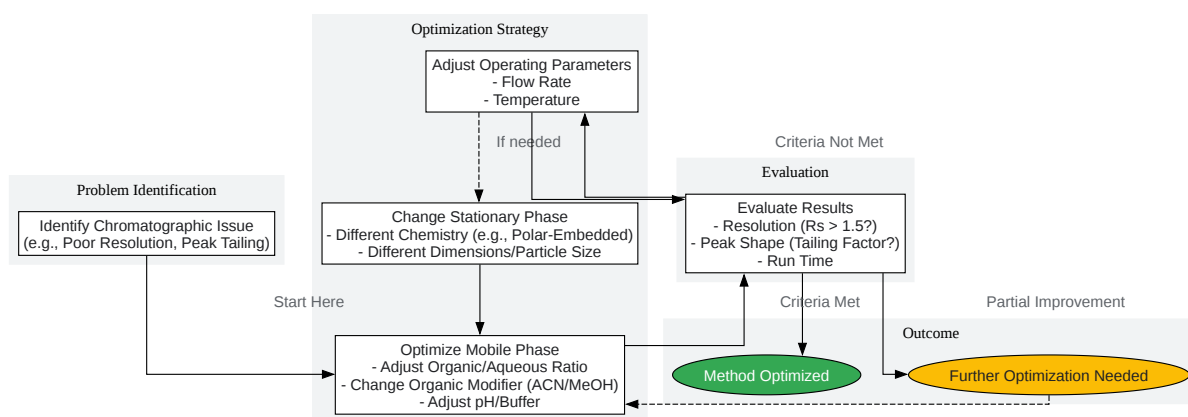 Optimization Strategy
Adjust Operating Parameters
- Flow Rate
- Temperature
If needed
Criteria Not Met
Problem Identification
Identify Chromatographic Issue
(e.g., Poor Resolution, Peak Tailing)
Change Stationary Phase
- Different Chemistry (e.g., Polar-Embedded)
- Different Dimensions/Particle Size
Evaluation
Evaluate Results
- Resolution (Rs > 1.5?)
- Peak Shape (Tailing Factor?)
- Run Time
Start Here
Criteria Met
Partial Improvement
Optimize Mobile Phase
- Adjust Organic/Aqueous Ratio
- Change Organic Modifier (ACN/MeOH)
- Adjust pH/Buffer
Outcome
Method Optimized
Further Optimization Needed